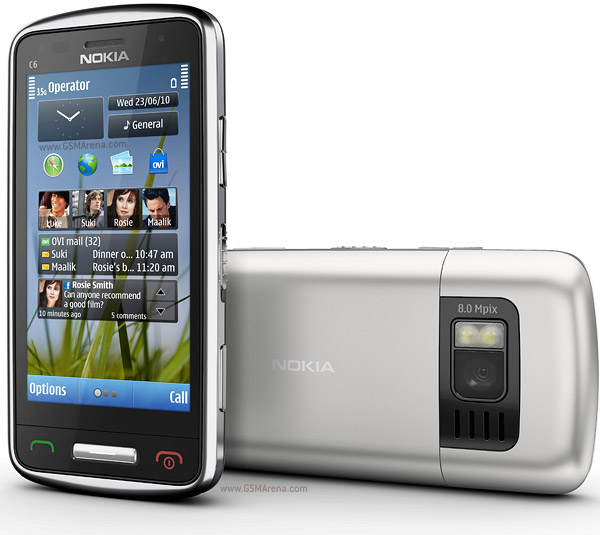 NOKIA
C6
3.5G Operator
Wed 23/06/10
♪ General
www.GSMArena.com
ovi
Luke Suki Rosie Maalik
OVI mail (32)
Suki Dinner o... 10:47 am
Maalik Rosie's b... 11:20 am
f Rosie Smith
Can anyone recommend
a good film?
10 minutes ago 5 comments
Options Call
8.0 Mpix
NOKIA
www.GSMArena.com